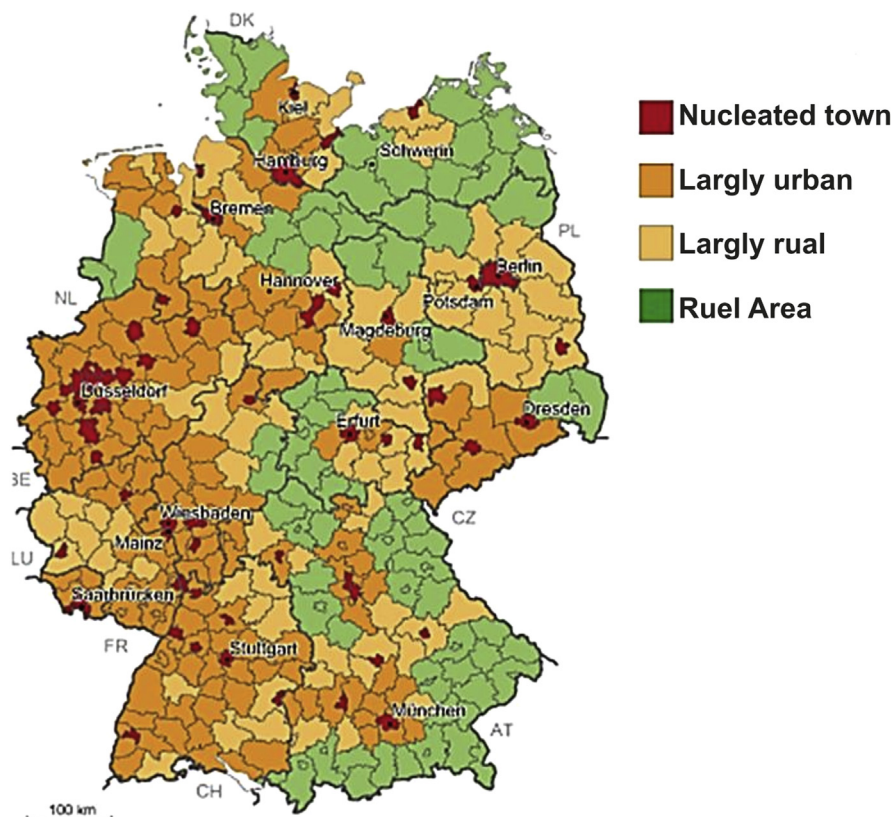 DK
Kiel
Hamburg
Schwerin
Bremen
PL
Berlin
Hannover
NL
Potsdam
Magdeburg
Düsseldorf
Dresden
Erfurt
BE
Wiesbaden
CZ
Mainz
LU
Saarbrücken
FR
Stuttgart
München
AT
CH
100 km
Nucleated town
Largly urban
Largly rual
Ruel Area